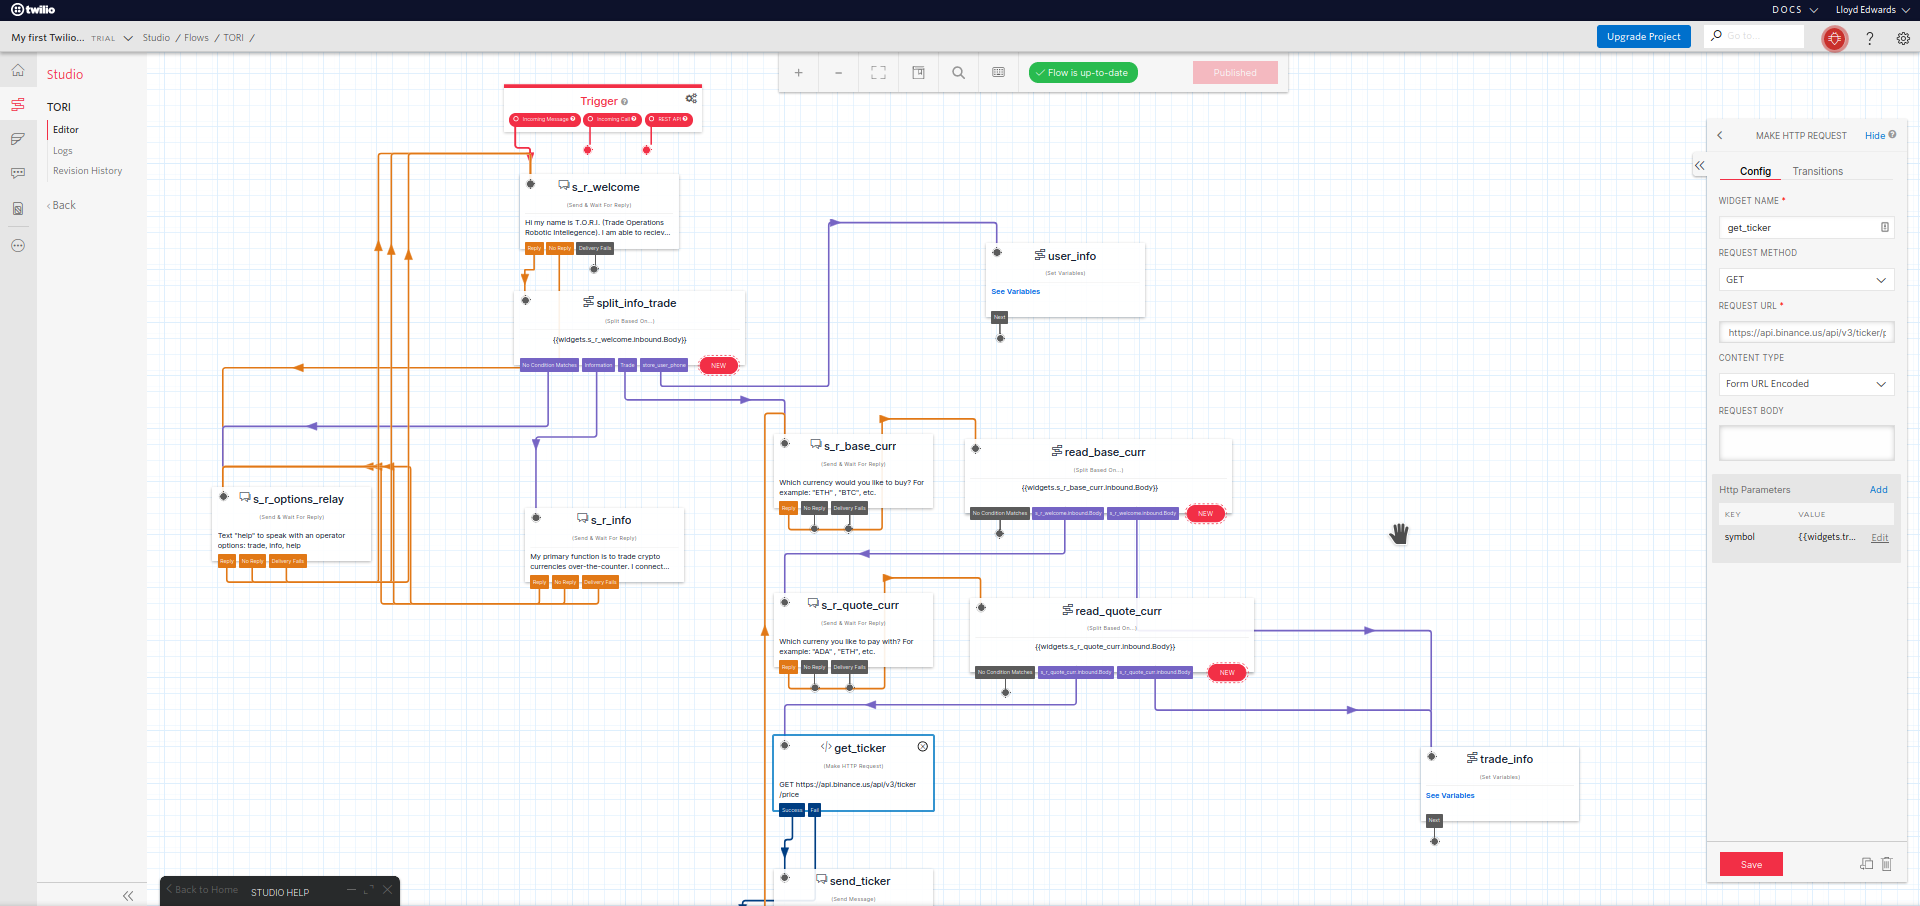 twilio
DOCS
Lloyd Edwards
My first Twilio...
TRIAL
Studio / Flows / TORI /
Upgrade Project
Go to...
?
Studio
TORI
Editor
Logs
Revision History
‹ Back
+
−
✓ Flow is up-to-date
Published
Trigger
Incoming Message
Incoming Call
REST API
s_r_welcome
(Send & Wait For Reply)
Hi my name is T.O.R.I. (Trade Operations
Robotic Intellegence). I am able to reciev...
Reply
No Reply
Delivery Fails
split_info_trade
(Split Based On...)
{{widgets.s_r_welcome.inbound.Body}}
No Condition Matches
Information
Trade
store_user_phone
NEW
user_info
(Set Variables)
See Variables
Next
s_r_base_curr
(Send & Wait For Reply)
Which currency would you like to buy? For
example: "ETH" , "BTC", etc.
Reply
No Reply
Delivery Fails
read_base_curr
(Split Based On...)
{{widgets.s_r_base_curr.inbound.Body}}
No Condition Matches
s_r_welcome.inbound.Body
s_r_welcome.inbound.Body
NEW
s_r_options_relay
(Send & Wait For Reply)
Text "help" to speak with an operator
options: trade, info, help
Reply
No Reply
Delivery Fails
s_r_info
(Send & Wait For Reply)
My primary function is to trade crypto
currencies over-the-counter. I connect...
Reply
No Reply
Delivery Fails
s_r_quote_curr
(Send & Wait For Reply)
Which curreny you like to pay with? For
example: "ADA" , "ETH", etc.
Reply
No Reply
Delivery Fails
read_quote_curr
(Split Based On...)
{{widgets.s_r_quote_curr.inbound.Body}}
No Condition Matches
s_r_quote_curr.inbound.Body
s_r_quote_curr.inbound.Body
NEW
get_ticker
(Make HTTP Request)
GET https://api.binance.us/api/v3/ticker
/price
Success
Fail
trade_info
(Set Variables)
See Variables
Next
send_ticker
(Send Message)
Back to Home
STUDIO HELP
MAKE HTTP REQUEST
Hide
Config
Transitions
WIDGET NAME *
get_ticker
REQUEST METHOD
GET
REQUEST URL *
https://api.binance.us/api/v3/ticker/p
CONTENT TYPE
Form URL Encoded
REQUEST BODY
Http Parameters
Add
KEY
VALUE
symbol
{{widgets.tr...
Edit
Save